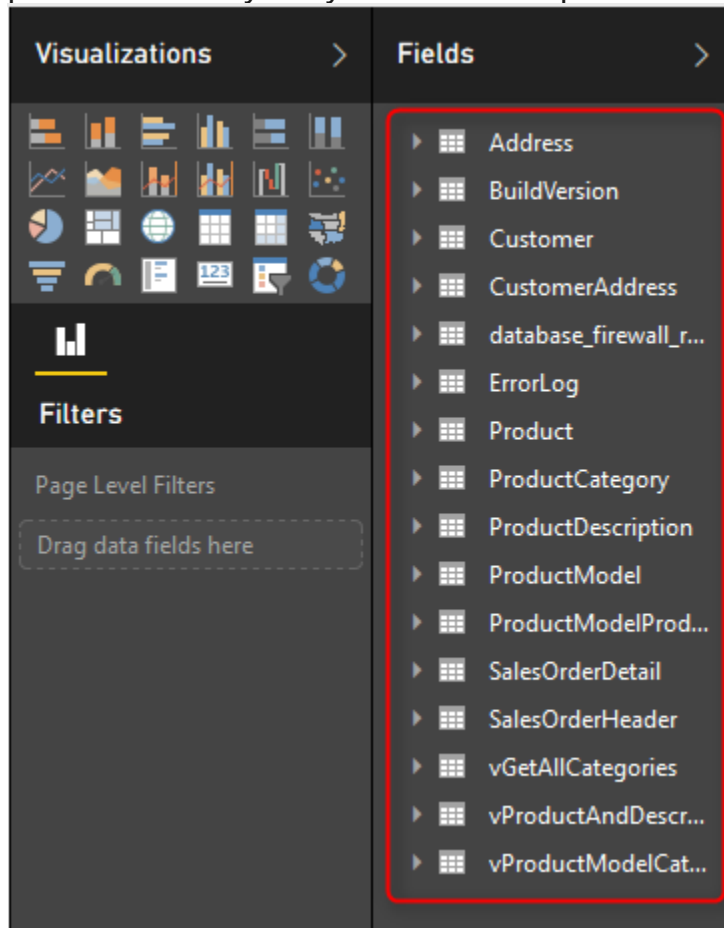 Visualizations
Fields
123
Filters
Page Level Filters
Drag data fields here
Address
BuildVersion
Customer
CustomerAddress
database_firewall_r...
ErrorLog
Product
ProductCategory
ProductDescription
ProductModel
ProductModelProd...
SalesOrderDetail
SalesOrderHeader
vGetAllCategories
vProductAndDescr...
vProductModelCat...